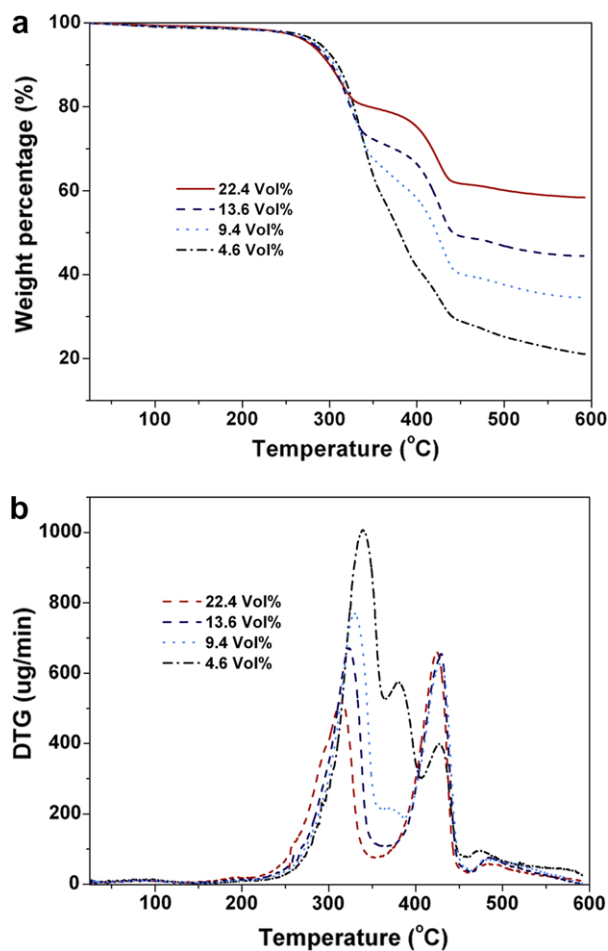 a
100
80
60
40
20
Weight percentage (%)
22.4 Vol%
13.6 Vol%
9.4 Vol%
4.6 Vol%
100 200 300 400 500 600
Temperature (°C)
b
1000
800
600
400
200
0
DTG (ug/min)
22.4 Vol%
13.6 Vol%
9.4 Vol%
4.6 Vol%
100 200 300 400 500 600
Temperature (°C)